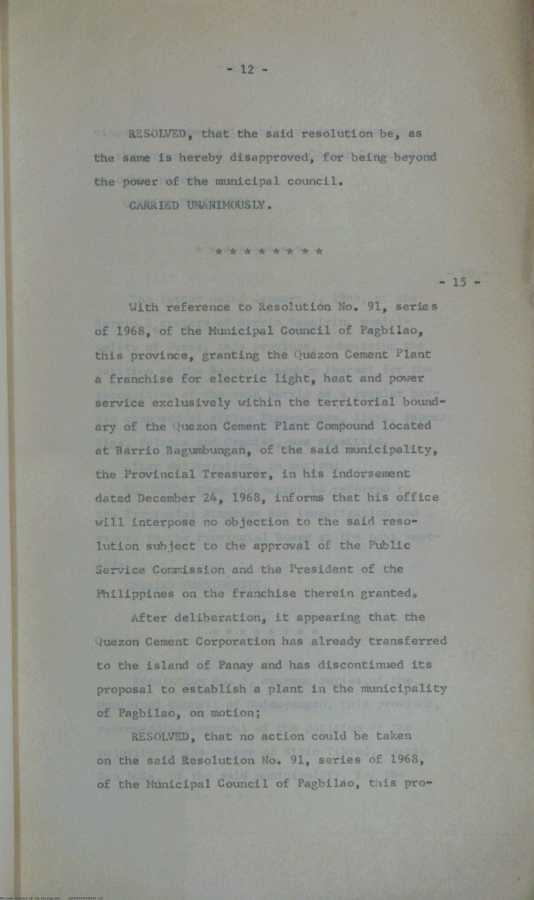 - 12 -
RESOLVED, that the said resolution be, as
the same is hereby disapproved, for being beyond
the power of the municipal council.
CARRIED UNANIMOUSLY.
* * * * * * * *
- 15 -
With reference to Resolution No. 91, series
of 1968, of the Municipal Council of Pagbilao,
this province, granting the Quezon Cement Plant
a franchise for electric light, heat and power
service exclusively within the territorial bound-
ary of the Quezon Cement Plant Compound located
at Barrio Bagumbungan, of the said municipality,
the Provincial Treasurer, in his indorsement
dated December 24, 1968, informs that his office
will interpose no objection to the said reso-
lution subject to the approval of the Public
Service Commission and the President of the
Philippines on the franchise therein granted.
After deliberation, it appearing that the
Quezon Cement Corporation has already transferred
to the island of Panay and has discontinued its
proposal to establish a plant in the municipality
of Pagbilao, on motion;
RESOLVED, that no action could be taken
on the said Resolution No. 91, series of 1968,
of the Municipal Council of Pagbilao, this pro-